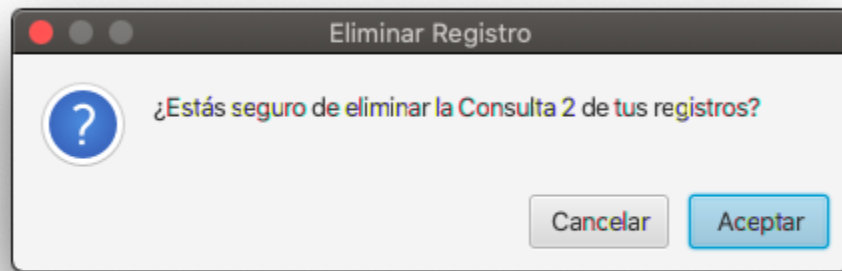 Eliminar Registro
¿Estás seguro de eliminar la Consulta 2 de tus registros?
?
Cancelar
Aceptar